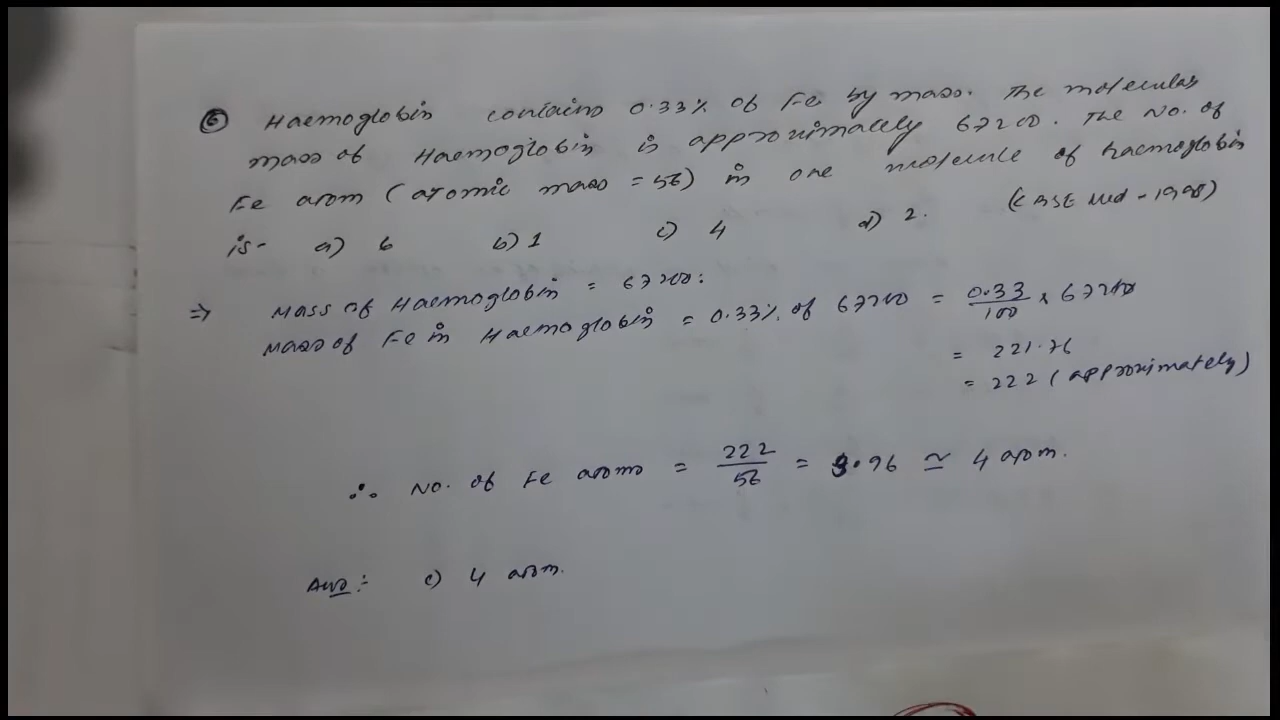 ⑥ Haemoglobin contains 0.33% of Fe by mass. The molecular
mass of Haemoglobin is approximately 67200. The No. of
Fe atom (atomic mass = 56) in one molecule of haemoglobin
is- a) 6 b) 1 c) 4 d) 2. (CBSE Med - 1998)
⇒ Mass of Haemoglobin = 67200.
Mass of Fe in Haemoglobin = 0.33% of 67200 = 0.33/100 x 67200
= 221.76
= 222 (approximately)
∴ No. of Fe atoms = 222/56 = 3.96 ≃ 4 atom.
Ans:- c) 4 atom.